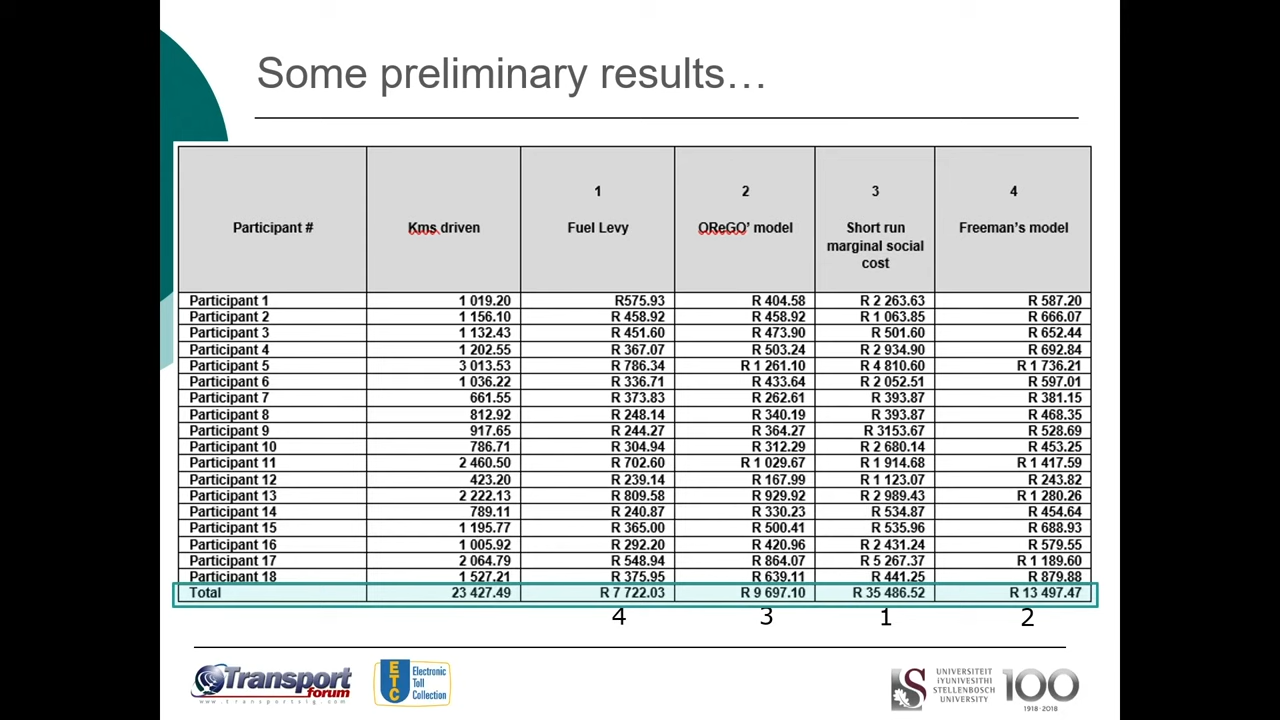 Some preliminary results…
Participant # Kms driven 1 Fuel Levy 2 OReGO’ model 3 Short run marginal social cost 4 Freeman’s model
Participant 1 1 019.20 R575.93 R 404.58 R 2 263.63 R 587.20
Participant 2 1 156.10 R 458.92 R 458.92 R 1 063.85 R 666.07
Participant 3 1 132.43 R 451.60 R 473.90 R 501.60 R 652.44
Participant 4 1 202.55 R 367.07 R 503.24 R 2 934.90 R 692.84
Participant 5 3 013.53 R 786.34 R 1 261.10 R 4 810.60 R 1 736.21
Participant 6 1 036.22 R 336.71 R 433.64 R 2 052.51 R 597.01
Participant 7 661.55 R 373.83 R 262.61 R 393.87 R 381.15
Participant 8 812.92 R 248.14 R 340.19 R 393.87 R 468.35
Participant 9 917.65 R 244.27 R 364.27 R 3153.67 R 528.69
Participant 10 786.71 R 304.94 R 312.29 R 2 680.14 R 453.25
Participant 11 2 460.50 R 702.60 R 1 029.67 R 1 914.68 R 1 417.59
Participant 12 423.20 R 239.14 R 167.99 R 1 123.07 R 243.82
Participant 13 2 222.13 R 809.58 R 929.92 R 2 989.43 R 1 280.26
Participant 14 789.11 R 240.87 R 330.23 R 534.87 R 454.64
Participant 15 1 195.77 R 365.00 R 500.41 R 535.96 R 688.93
Participant 16 1 005.92 R 292.20 R 420.96 R 2 431.24 R 579.55
Participant 17 2 064.79 R 548.94 R 864.07 R 5 267.37 R 1 189.60
Participant 18 1 527.21 R 375.95 R 639.11 R 441.25 R 879.88
Total 23 427.49 R 7 722.03 R 9 697.10 R 35 486.52 R 13 497.47
4 3 1 2
Transport
forum
www.transportsig.com
ETC
Electronic
Toll
Collection
UNIVERSITEIT
iYUNIVESITHI
STELLENBOSCH
UNIVERSITY
100
1918·2018